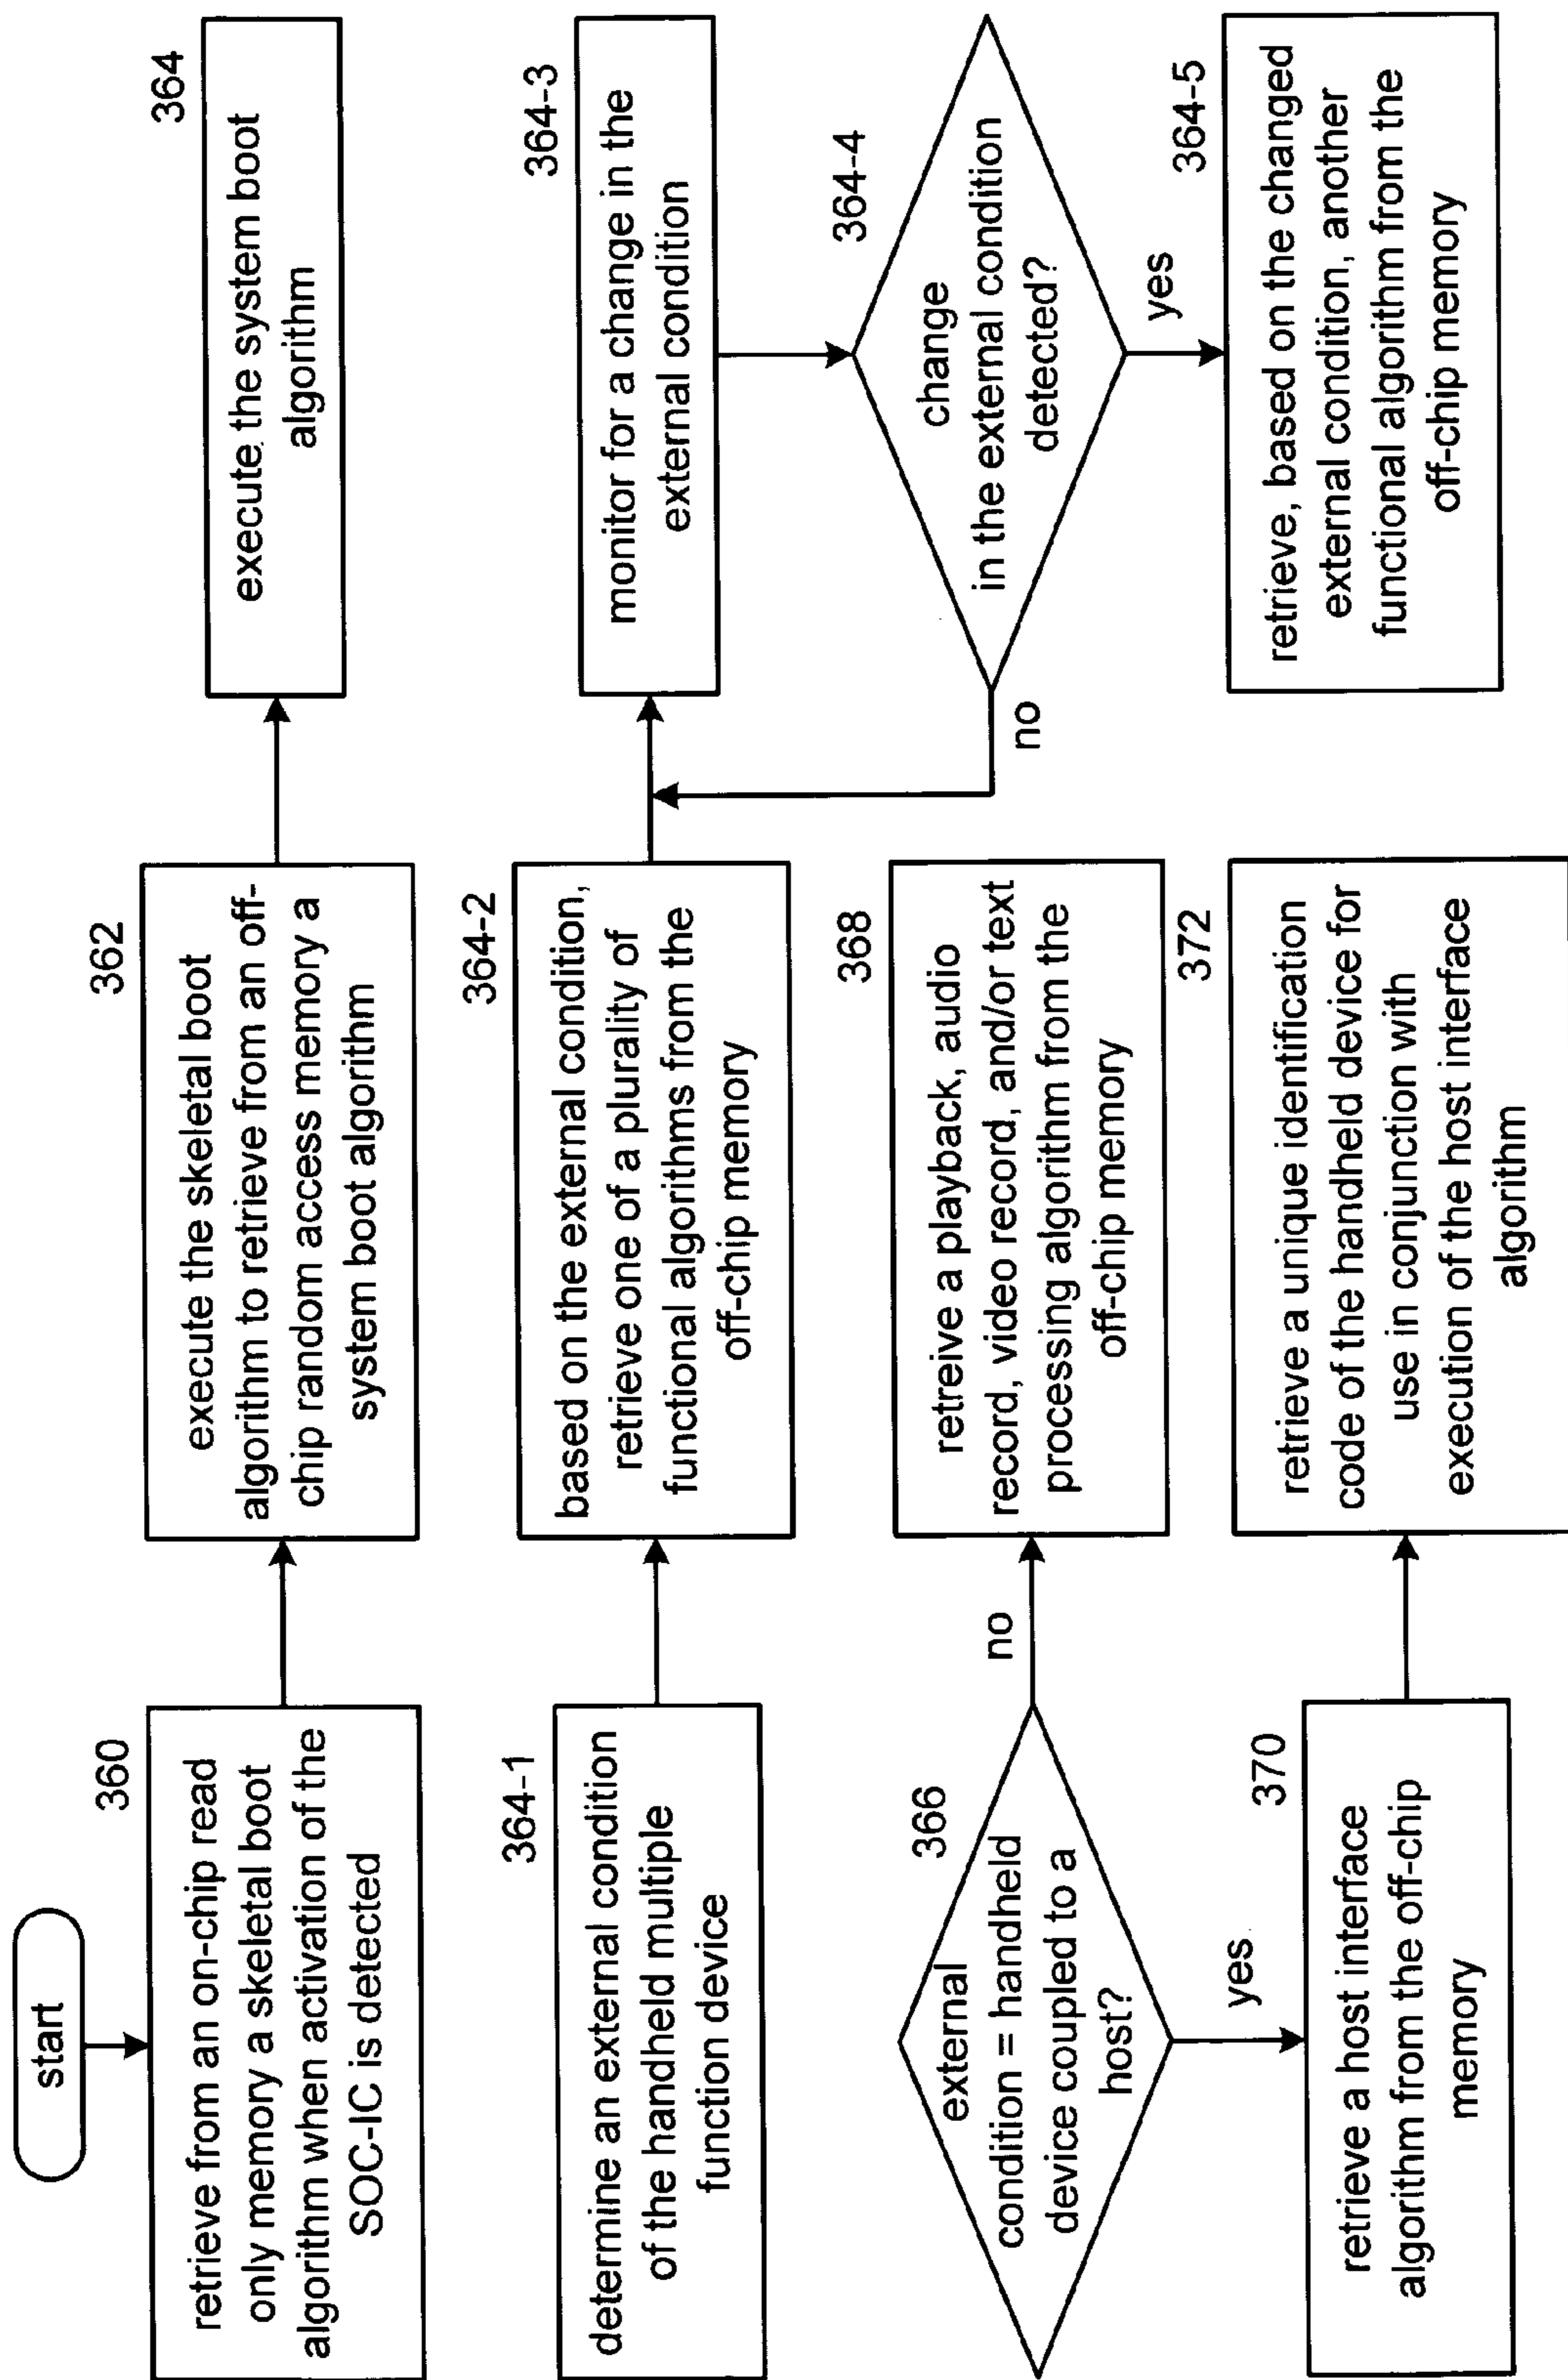 start
360
retrieve from an on-chip read
only memory a skeletal boot
algorithm when activation of the
SOC-IC is detected
362
execute the skeletal boot
algorithm to retrieve from an off-
chip random access memory a
system boot algorithm
364
execute the system boot
algorithm
364-1
determine an external condition
of the handheld multiple
function device
364-2
based on the external condition,
retrieve one of a plurality of
functional algorithms from the
off-chip memory
364-3
monitor for a change in the
external condition
364-4
change
in the external condition
detected?
no
yes
364-5
retrieve, based on the changed
external condition, another
functional algorithm from the
off-chip memory
366
external
condition = handheld
device coupled to a
host?
no
yes
368
retreive a playback, audio
record, video record, and/or text
processing algorithm from the
off-chip memory
370
retrieve a host interface
algorithm from the off-chip
memory
372
retrieve a unique identification
code of the handheld device for
use in conjunction with
execution of the host interface
algorithm